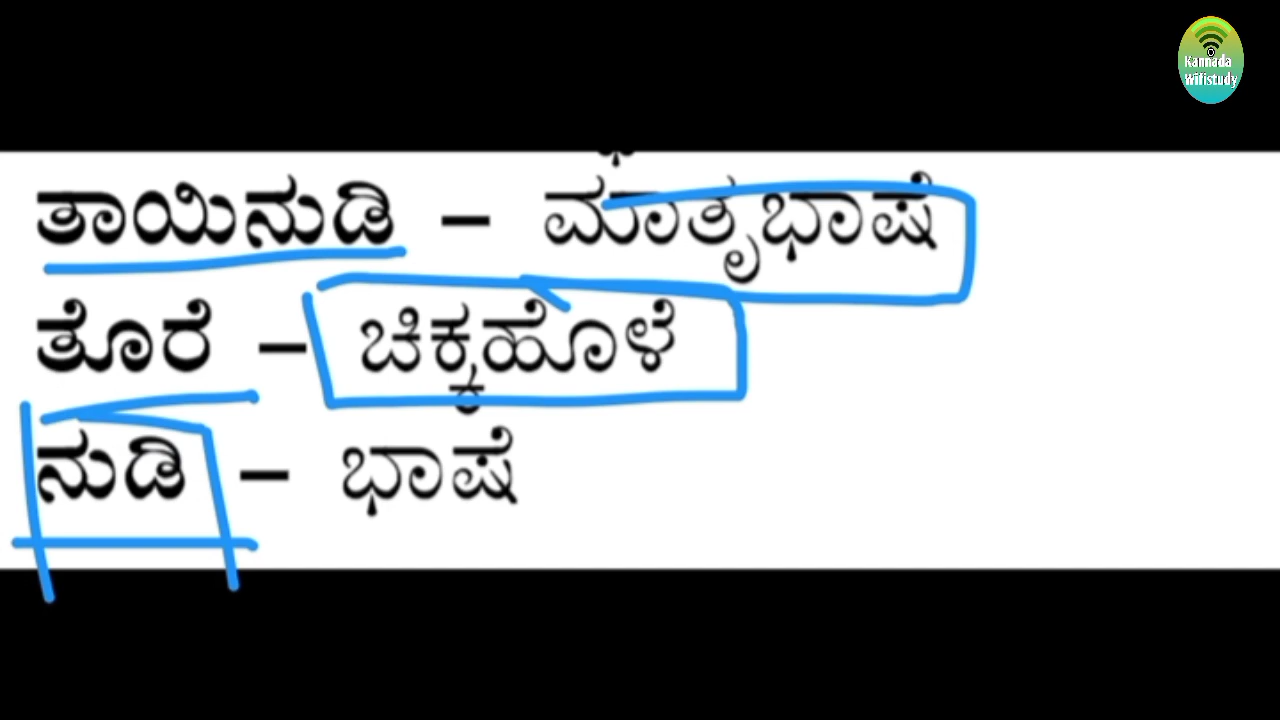 Kannada
Wifistudy
ತಾಯಿನುಡಿ – ಮಾತೃಭಾಷೆ
ತೊರೆ – ಚಿಕ್ಕಹೊಳೆ
ನುಡಿ – ಭಾಷೆ